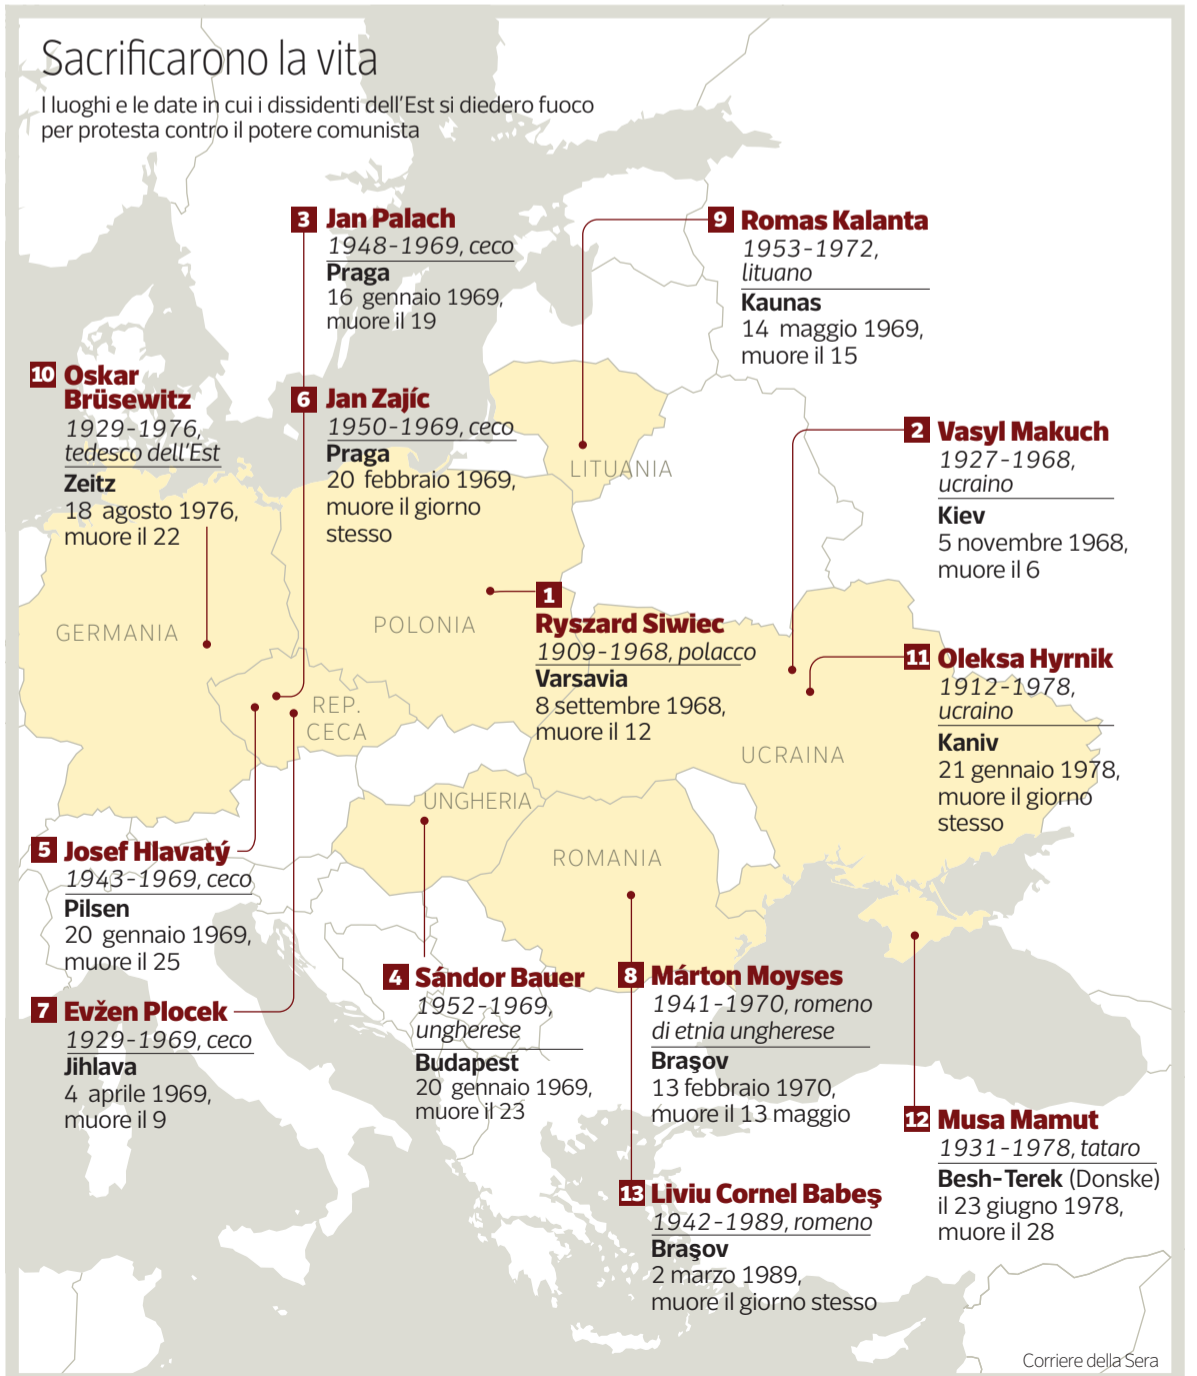 Sacrificarono la vita
I luoghi e le date in cui i dissidenti dell'Est si diedero fuoco
per protesta contro il potere comunista
3 Jan Palach
1948-1969, ceco
Praga
16 gennaio 1969,
muore il 19
9 Romas Kalanta
1953-1972,
lituano
Kaunas
14 maggio 1969,
muore il 15
10 Oskar
Brüsewitz
1929-1976,
tedesco dell'Est
Zeitz
18 agosto 1976,
muore il 22
6 Jan Zajíc
1950-1969, ceco
Praga
20 febbraio 1969,
muore il giorno
stesso
2 Vasyl Makuch
1927-1968,
ucraino
Kiev
5 novembre 1968,
muore il 6
LITUANIA
GERMANIA
POLONIA
1
Ryszard Siwiec
1909-1968, polacco
Varsavia
8 settembre 1968,
muore il 12
11 Oleksa Hyrnik
1912-1978,
ucraino
Kaniv
21 gennaio 1978,
muore il giorno
stesso
REP.
CECA
UCRAINA
UNGHERIA
ROMANIA
5 Josef Hlavatý
1943-1969, ceco
Pilsen
20 gennaio 1969,
muore il 25
7 Evžen Plocek
1929-1969, ceco
Jihlava
4 aprile 1969,
muore il 9
4 Sándor Bauer
1952-1969,
ungherese
Budapest
20 gennaio 1969,
muore il 23
8 Márton Moyses
1941-1970, romeno
di etnia ungherese
Braşov
13 febbraio 1970,
muore il 13 maggio
12 Musa Mamut
1931-1978, tataro
Besh-Terek (Donske)
il 23 giugno 1978,
muore il 28
13 Liviu Cornel Babeş
1942-1989, romeno
Braşov
2 marzo 1989,
muore il giorno stesso
Corriere della Sera